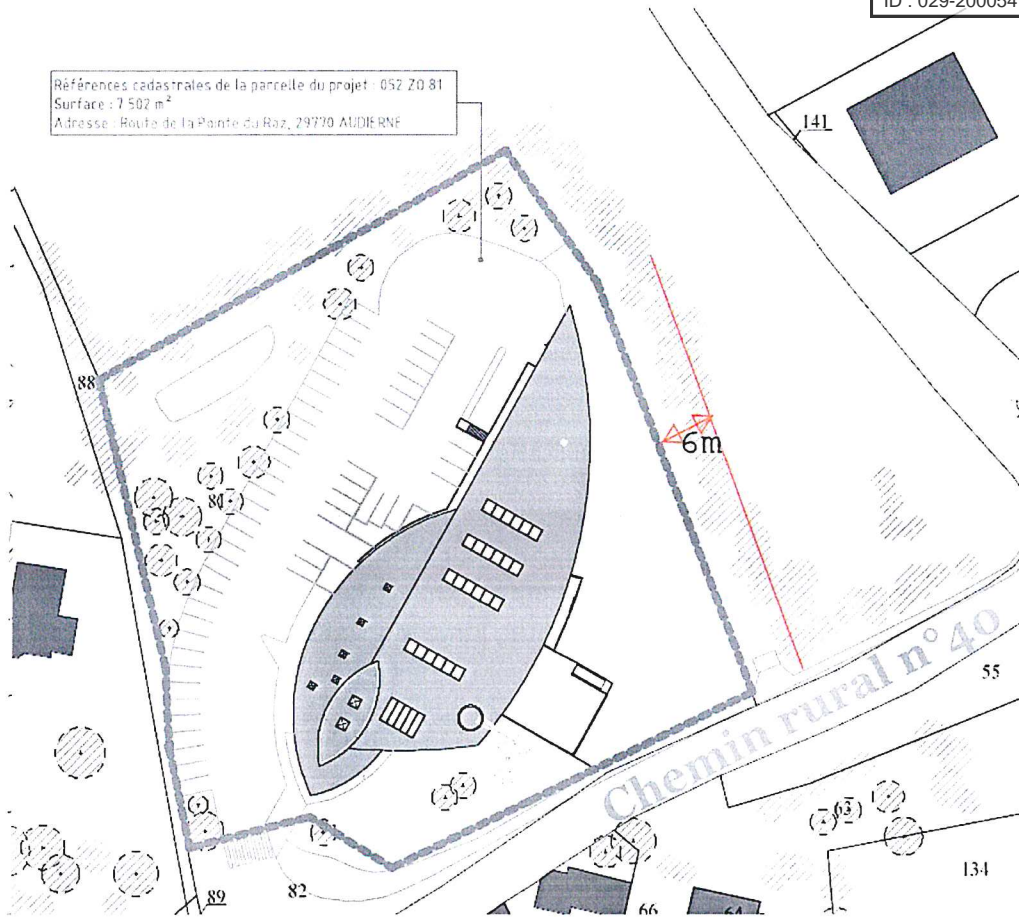 ID : 029-200054
Références cadastrales de la parcelle du projet : 052 ZO 81
Surface : 7 502 m²
Adresse : Route de la Pointe du Raz, 29770 AUDIERNE
141
88
6m
81
Chemin rural n°40
55
63
134
82
89
66
64